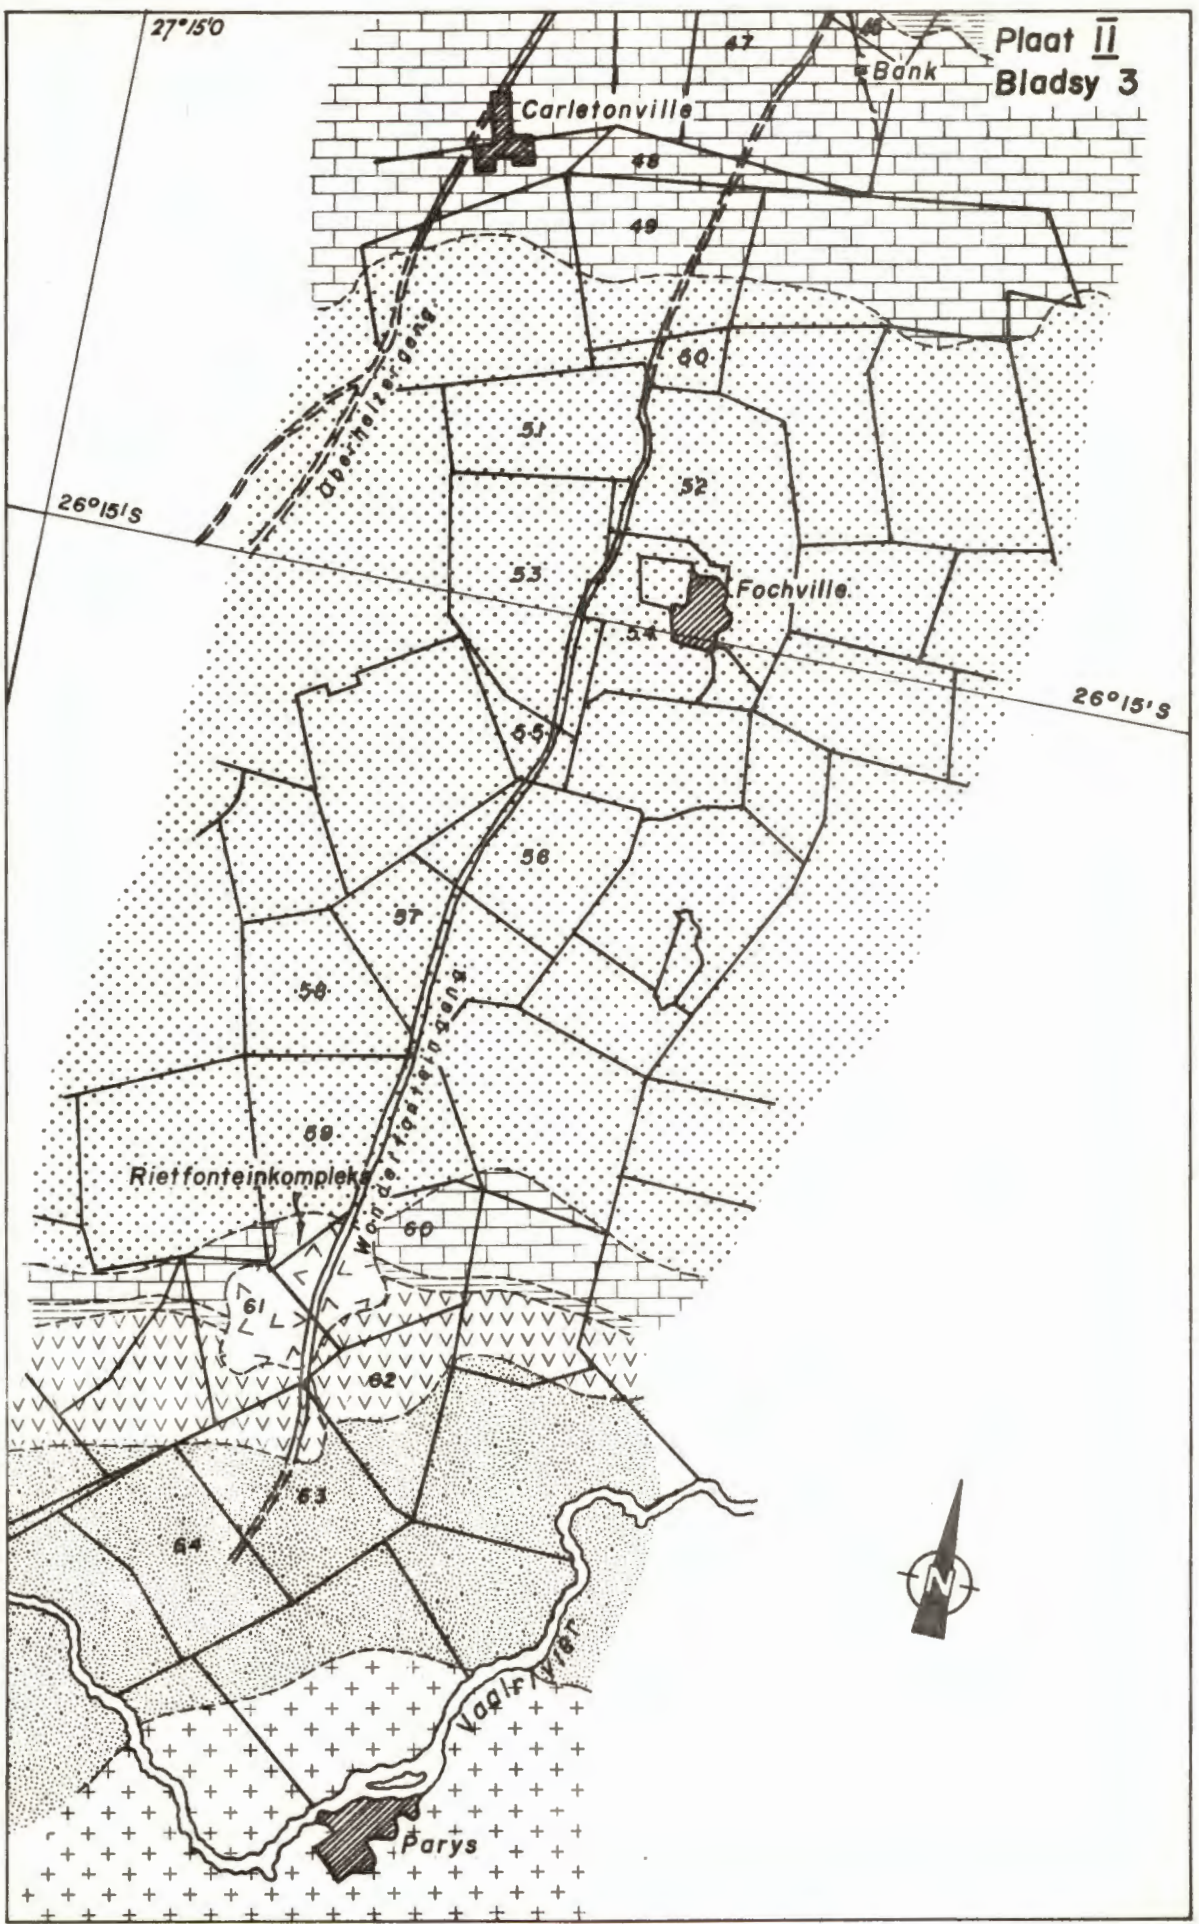 27°15'O
Plaat II
Bladsy 3
46
47
Bank
Carletonville
48
49
50
Oberholzergang
51
52
26°15'S
53
Fochville
54
26°15'S
55
56
57
58
Wonderfonteingang
59
Rietfonteinkompleks
60
61
62
63
64
N
Vaalrivier
Parys